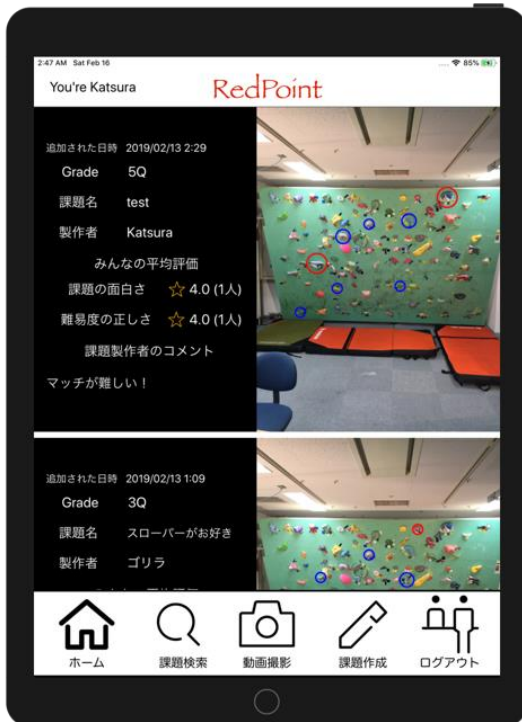 2:47 AM Sat Feb 16
85%
You're Katsura
RedPoint
追加された日時 2019/02/13 2:29
Grade 5Q
課題名 test
製作者 Katsura
みんなの平均評価
課題の面白さ ☆ 4.0 (1人)
難易度の正しさ ☆ 4.0 (1人)
課題製作者のコメント
マッチが難しい！
追加された日時 2019/02/13 1:09
Grade 3Q
課題名 スローパーがお好き
製作者 ゴリラ
ホーム
課題検索
動画撮影
課題作成
ログアウト